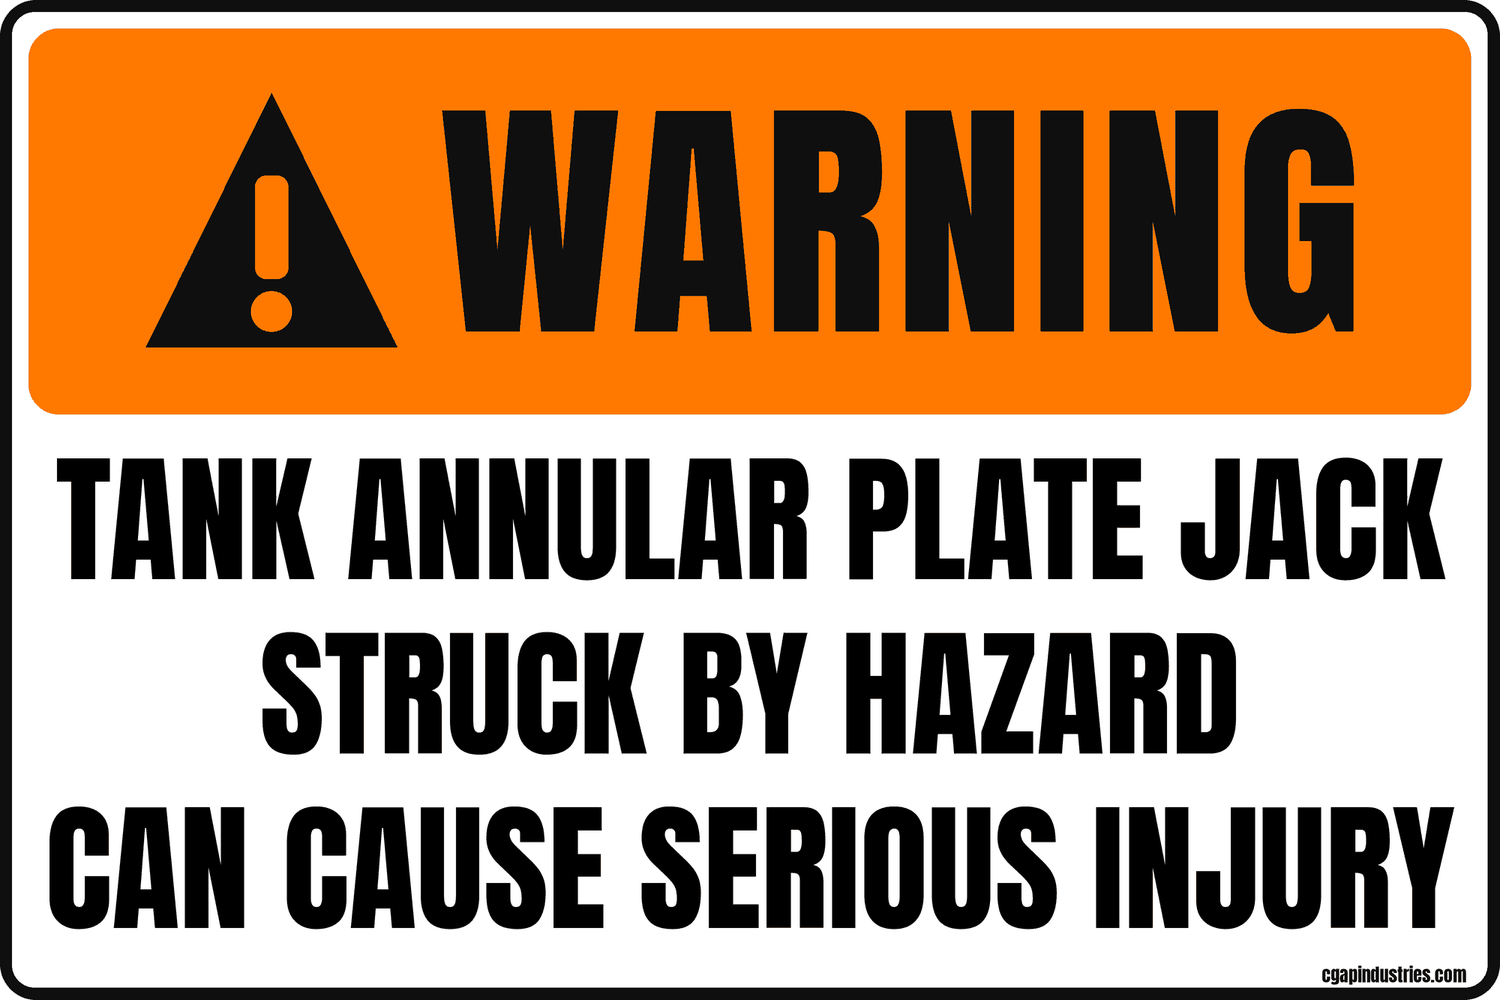 WARNING
TANK ANNULAR PLATE JACK
STRUCK BY HAZARD
CAN CAUSE SERIOUS INJURY
cgapindustries.com